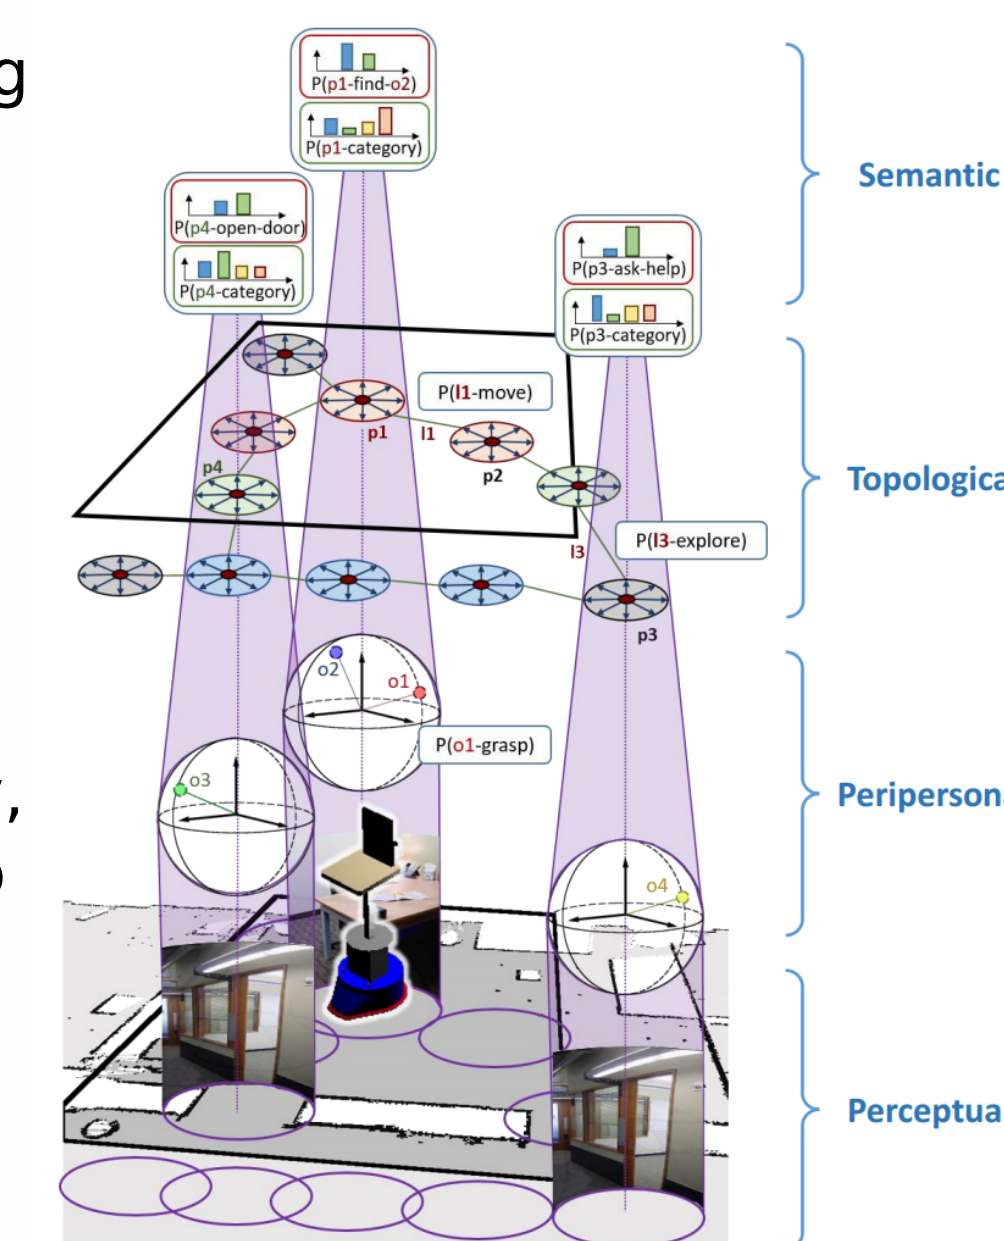 g
P(p1-find-o2)
P(p1-category)
Semantic
P(p4-open-door)
P(p4-category)
P(p3-ask-help)
P(p3-category)
P(l1-move)
p1
l1
p4
p2
Topologica
P(l3-explore)
l3
p3
o2
o1
P(o1-grasp)
o3
Peripersona
,
o4
Perceptua